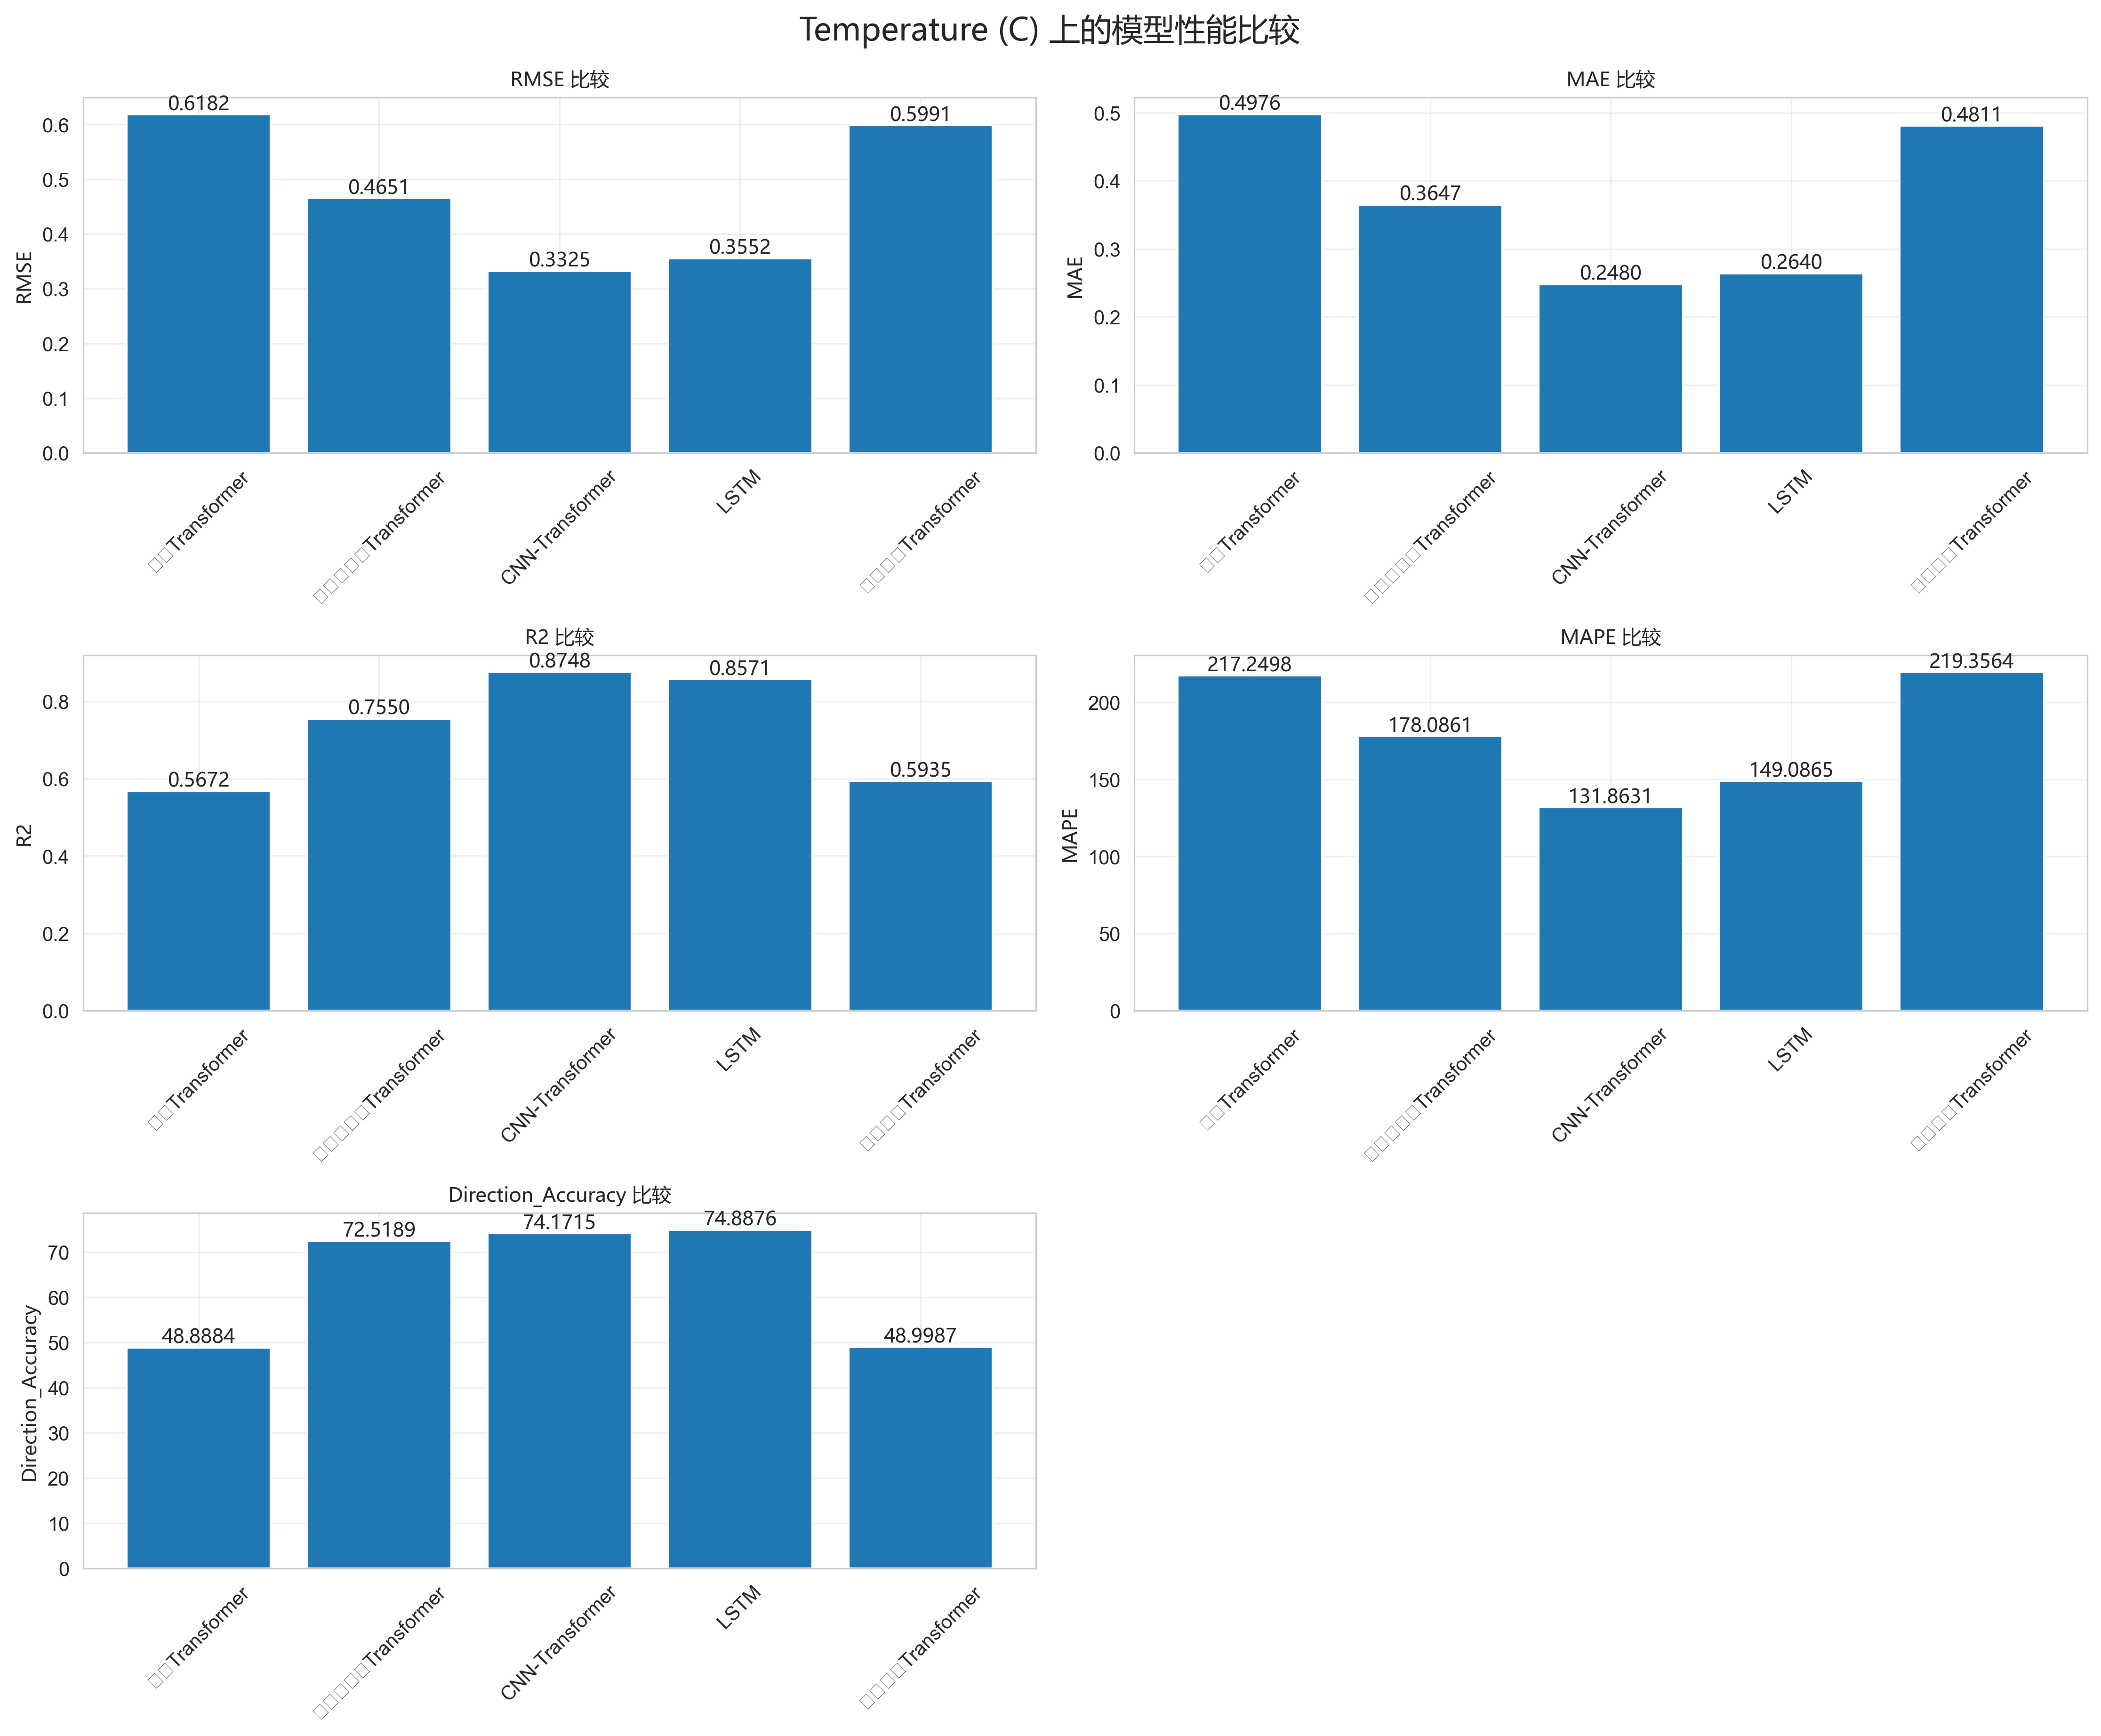 Temperature (C) 上的模型性能比较
RMSE 比较
0.6182
0.4651
0.3325
0.3552
0.5991
RMSE
0.6
0.5
0.4
0.3
0.2
0.1
0.0
□□Transformer
□□□□□Transformer
CNN-Transformer
LSTM
□□□□Transformer
MAE 比较
0.4976
0.3647
0.2480
0.2640
0.4811
MAE
0.5
0.4
0.3
0.2
0.1
0.0
□□Transformer
□□□□□Transformer
CNN-Transformer
LSTM
□□□□Transformer
R2 比较
0.5672
0.7550
0.8748
0.8571
0.5935
R2
0.8
0.6
0.4
0.2
0.0
□□Transformer
□□□□□Transformer
CNN-Transformer
LSTM
□□□□Transformer
MAPE 比较
217.2498
178.0861
131.8631
149.0865
219.3564
MAPE
200
150
100
50
0
□□Transformer
□□□□□Transformer
CNN-Transformer
LSTM
□□□□Transformer
Direction_Accuracy 比较
48.8884
72.5189
74.1715
74.8876
48.9987
Direction_Accuracy
70
60
50
40
30
20
10
0
□□Transformer
□□□□□Transformer
CNN-Transformer
LSTM
□□□□Transformer